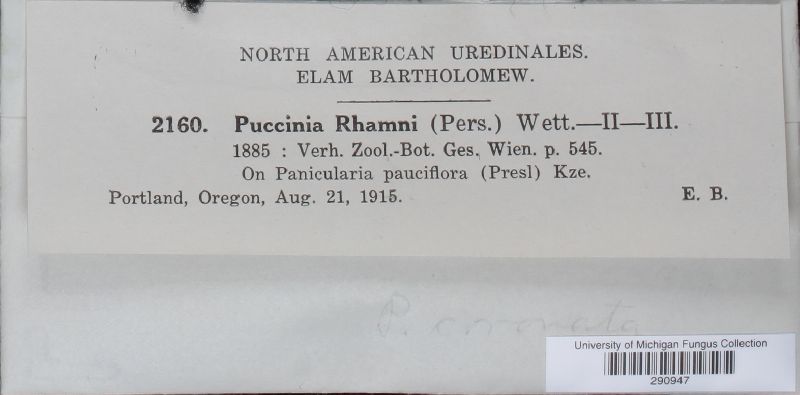 NORTH AMERICAN UREDINALES.
ELAM BARTHOLOMEW.
2160. Puccinia Rhamni (Pers.) Wett.—II—III.
1885 : Verh. Zool.-Bot. Ges. Wien. p. 545.
On Panicularia pauciflora (Presl) Kze.
Portland, Oregon, Aug. 21, 1915. E. B.
P. coronata
University of Michigan Fungus Collection
290947